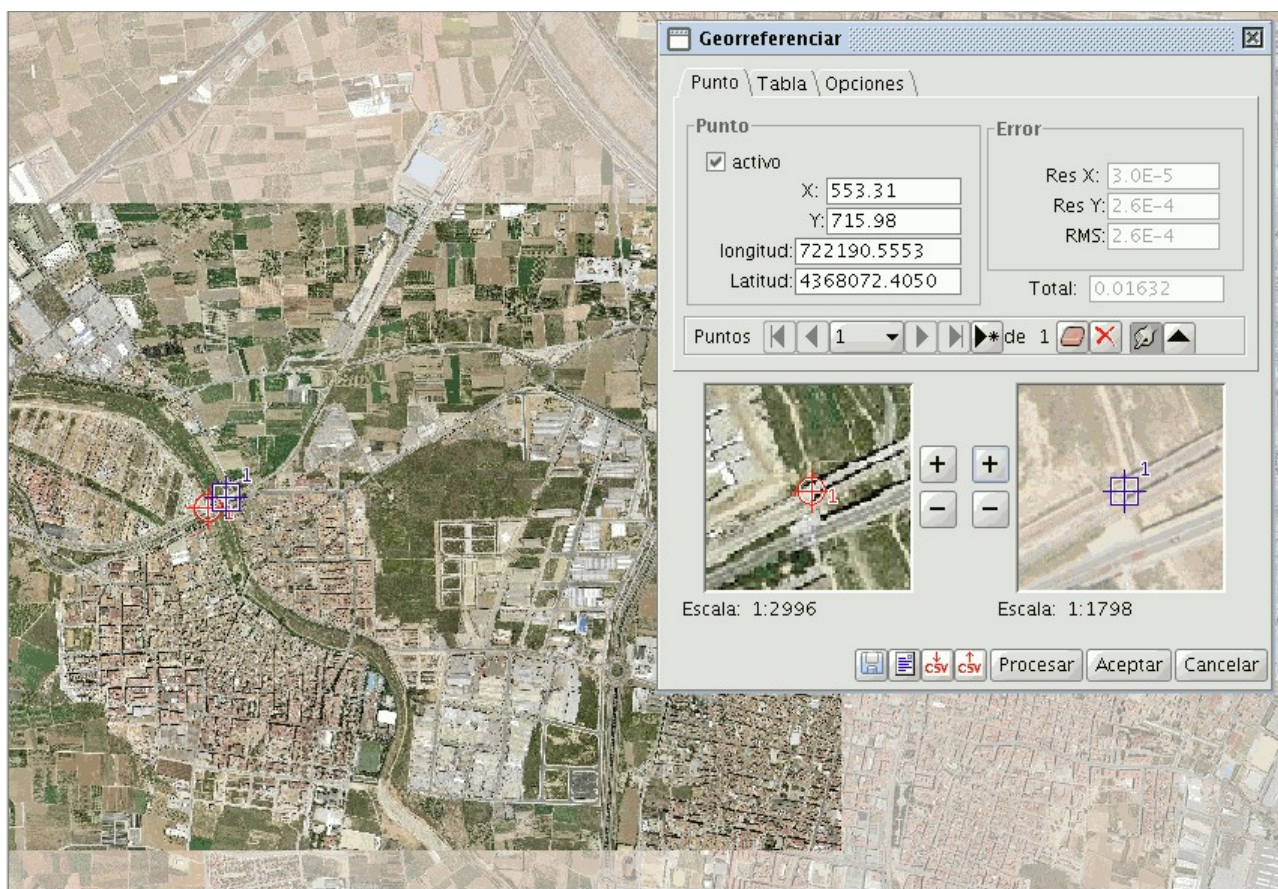 Georreferenciar
Punto Tabla Opciones
Punto
activo
X: 553.31
Y: 715.98
longitud: 722190.5553
Latitud: 4368072.4050
Error
Res X: 3.0E-5
Res Y: 2.6E-4
RMS: 2.6E-4
Total: 0.01632
Puntos 1 de 1
1
1
1
1
+ +
− −
Escala: 1:2996 Escala: 1:1798
CSV CSV Procesar Aceptar Cancelar